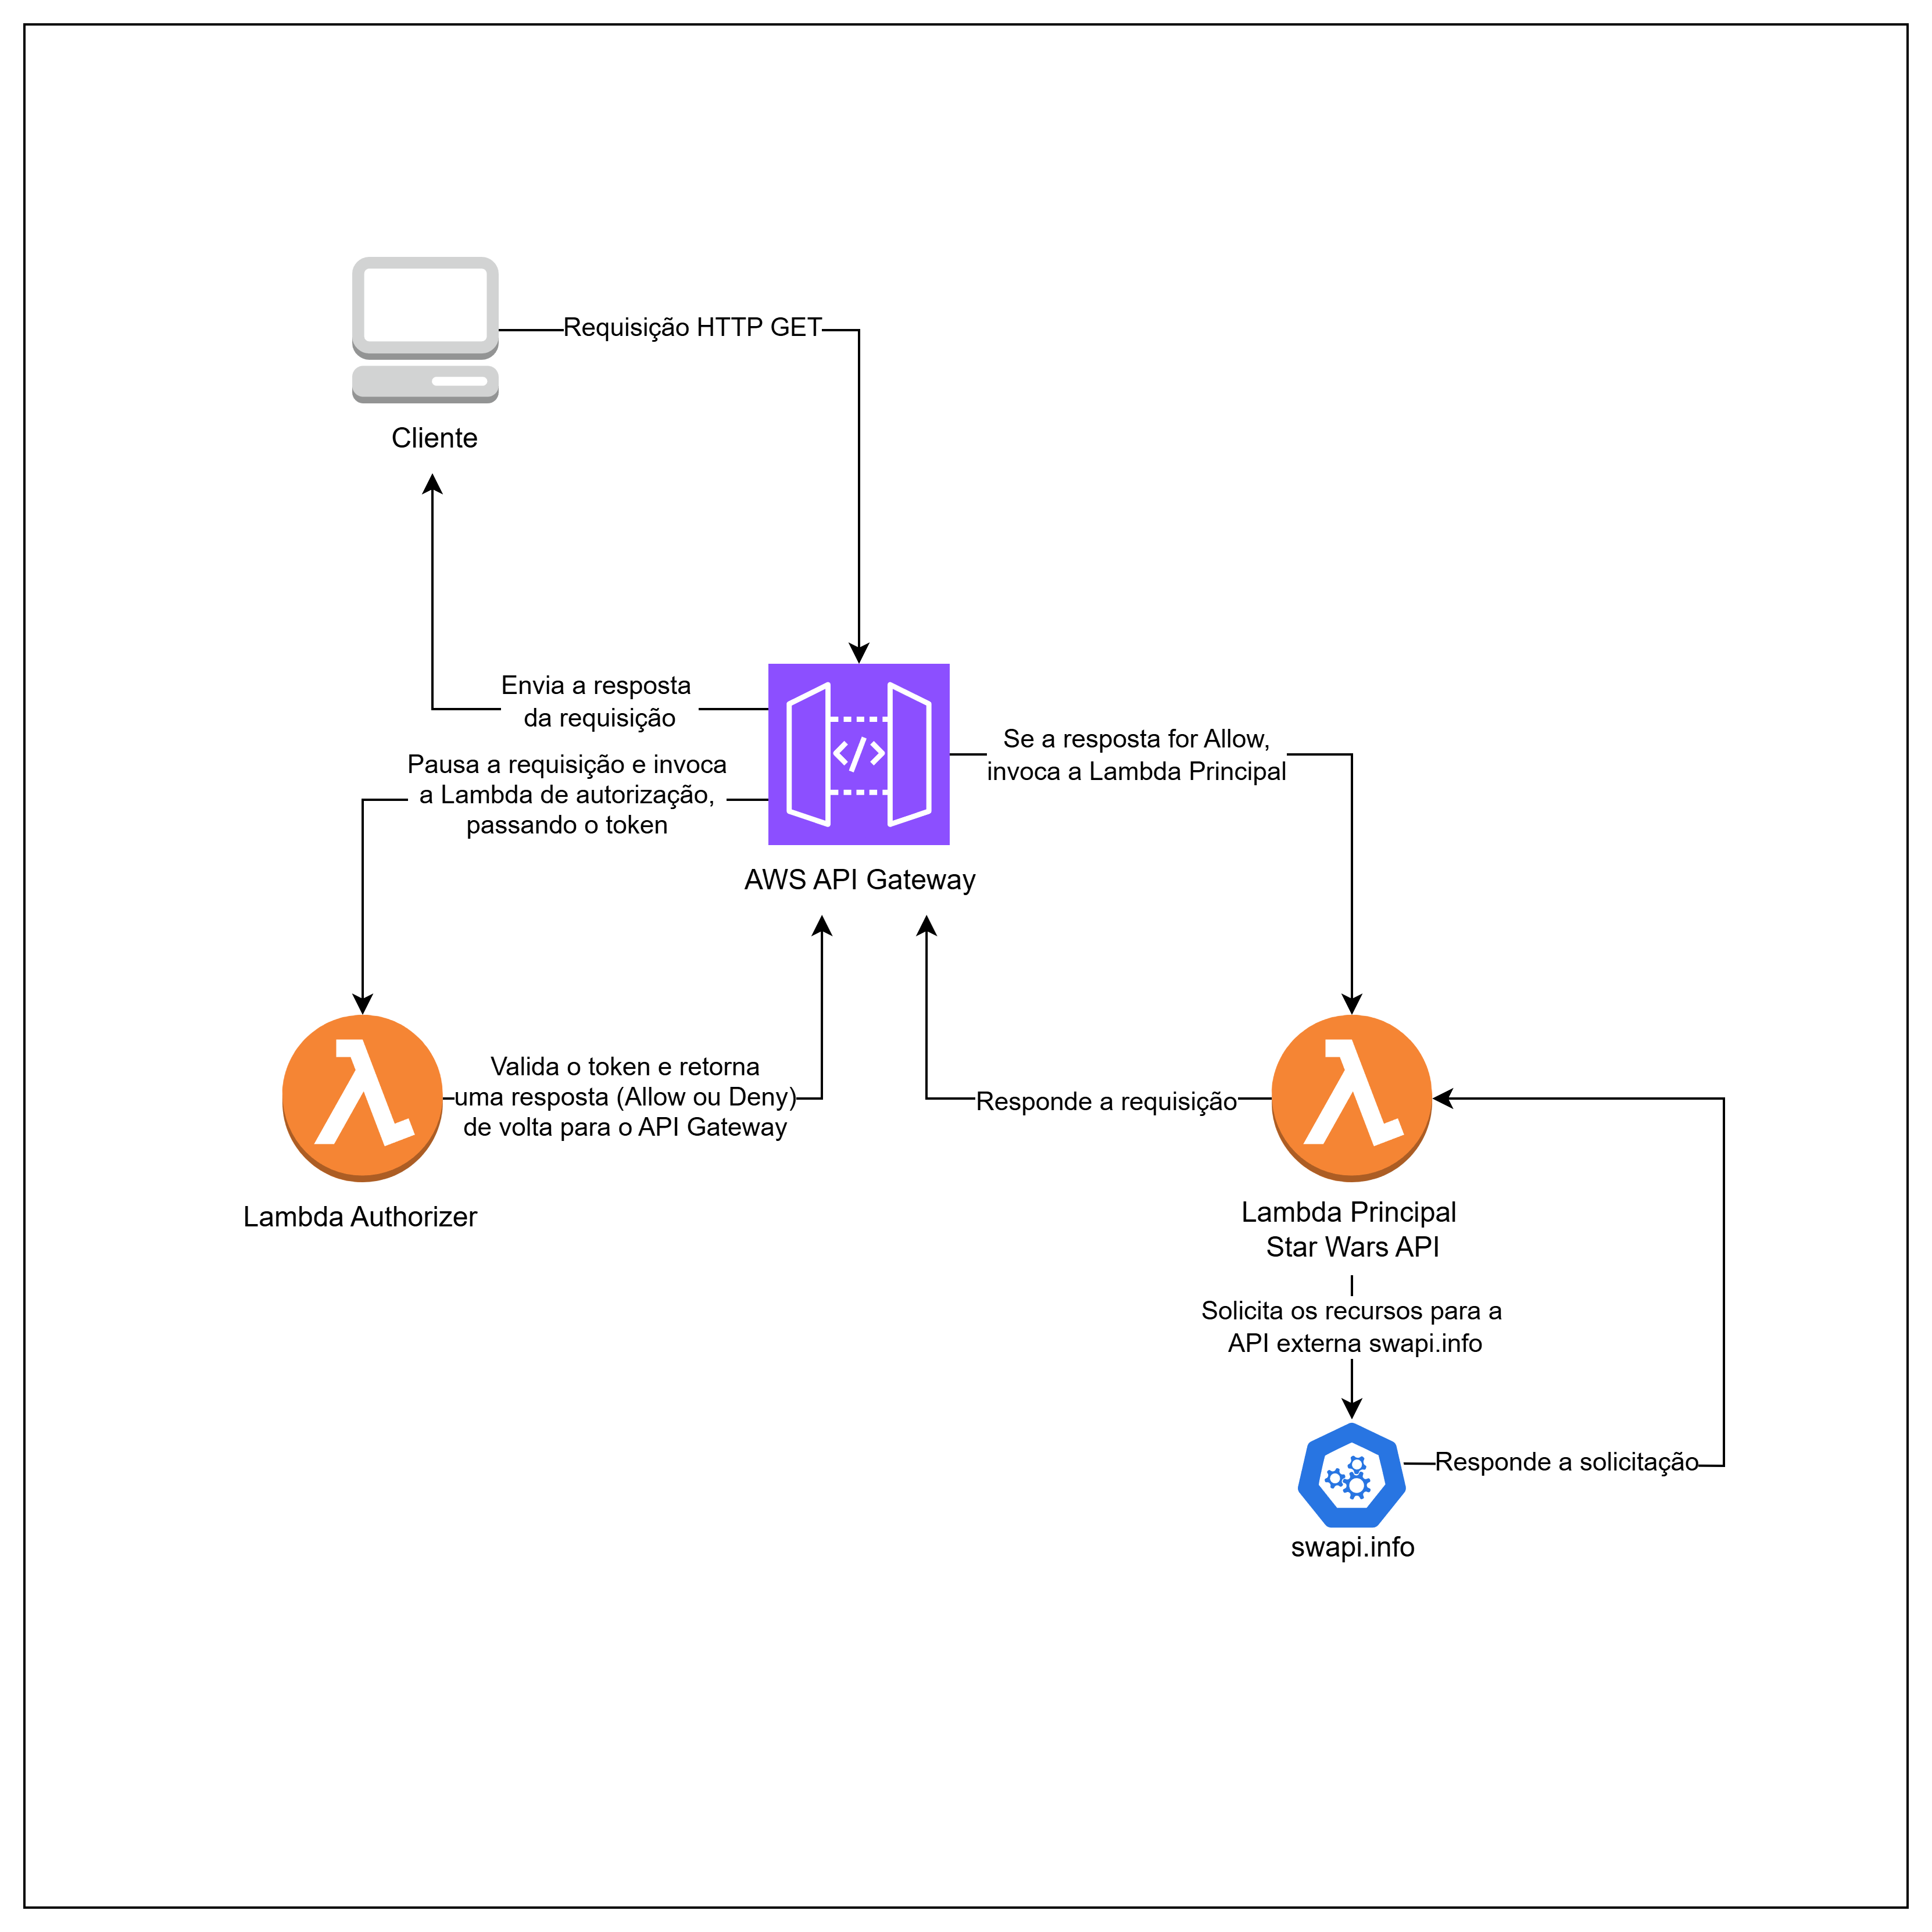 Requisição HTTP GET
Cliente
Envia a resposta
da requisição
Pausa a requisição e invoca
a Lambda de autorização,
passando o token
Se a resposta for Allow,
invoca a Lambda Principal
AWS API Gateway
Valida o token e retorna
uma resposta (Allow ou Deny)
de volta para o API Gateway
Responde a requisição
Lambda Authorizer
Lambda Principal
Star Wars API
Solicita os recursos para a
API externa swapi.info
Responde a solicitação
swapi.info